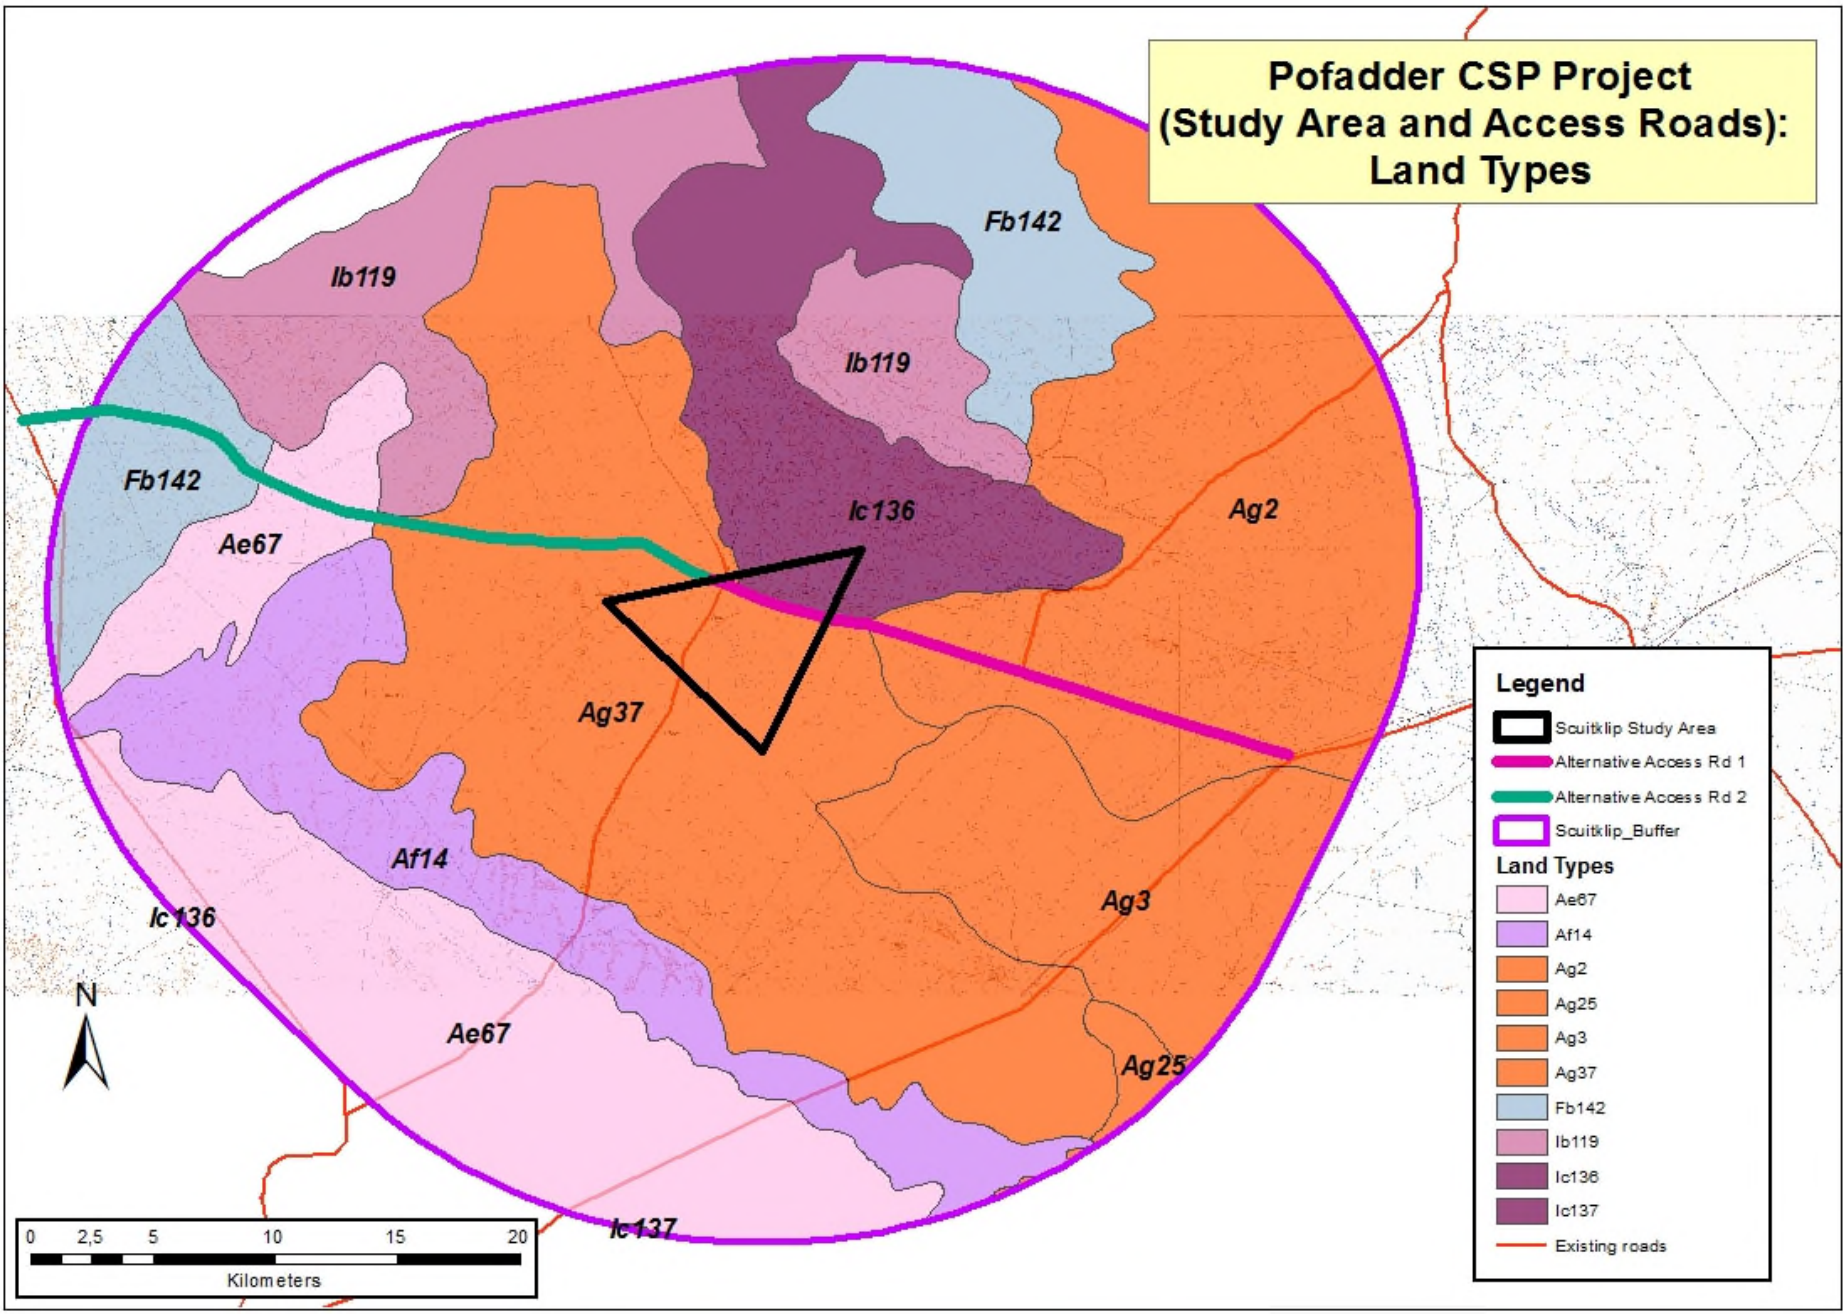 Pofadder CSP Project
(Study Area and Access Roads):
Land Types
Fb142
Ib119
Ib119
Fb142
Ic136
Ag2
Ae67
Ag37
Af14
Ag3
Ic136
Ae67
Ag25
Ic137
N
0 2,5 5 10 15 20
Kilometers
Legend
Scuitklip Study Area
Alternative Access Rd 1
Alternative Access Rd 2
Scuitklip_Buffer
Land Types
Ae67
Af14
Ag2
Ag25
Ag3
Ag37
Fb142
Ib119
Ic136
Ic137
Existing roads